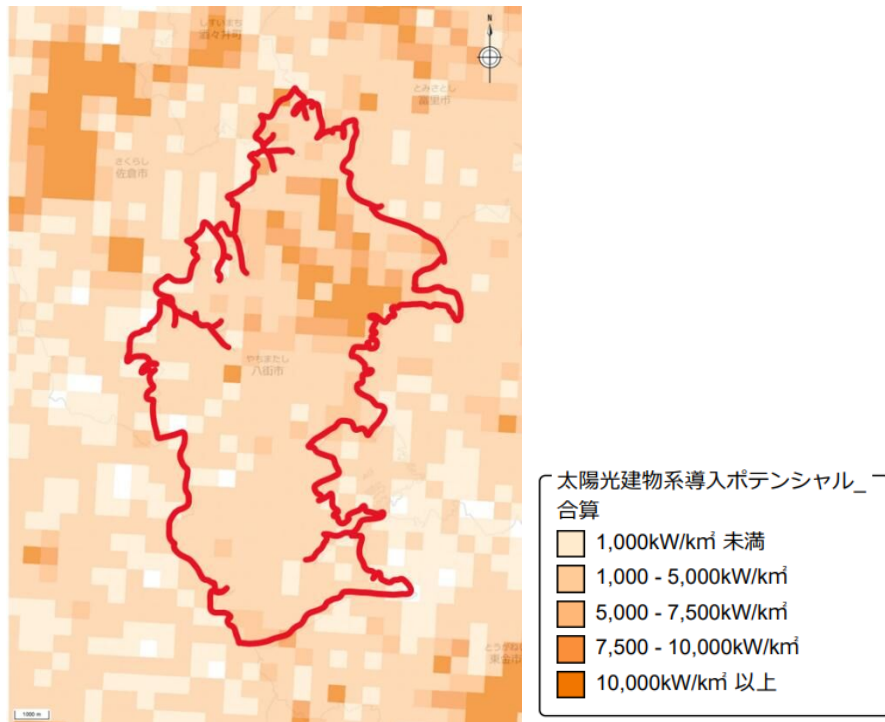 N
しすいまち
酒々井町
とみさとし
富里市
さくらし
佐倉市
やちまたし
八街市
とうがねし
東金市
1000 m
太陽光建物系導入ポテンシャル_
合算
1,000kW/k㎡ 未満
1,000 - 5,000kW/k㎡
5,000 - 7,500kW/k㎡
7,500 - 10,000kW/k㎡
10,000kW/k㎡ 以上